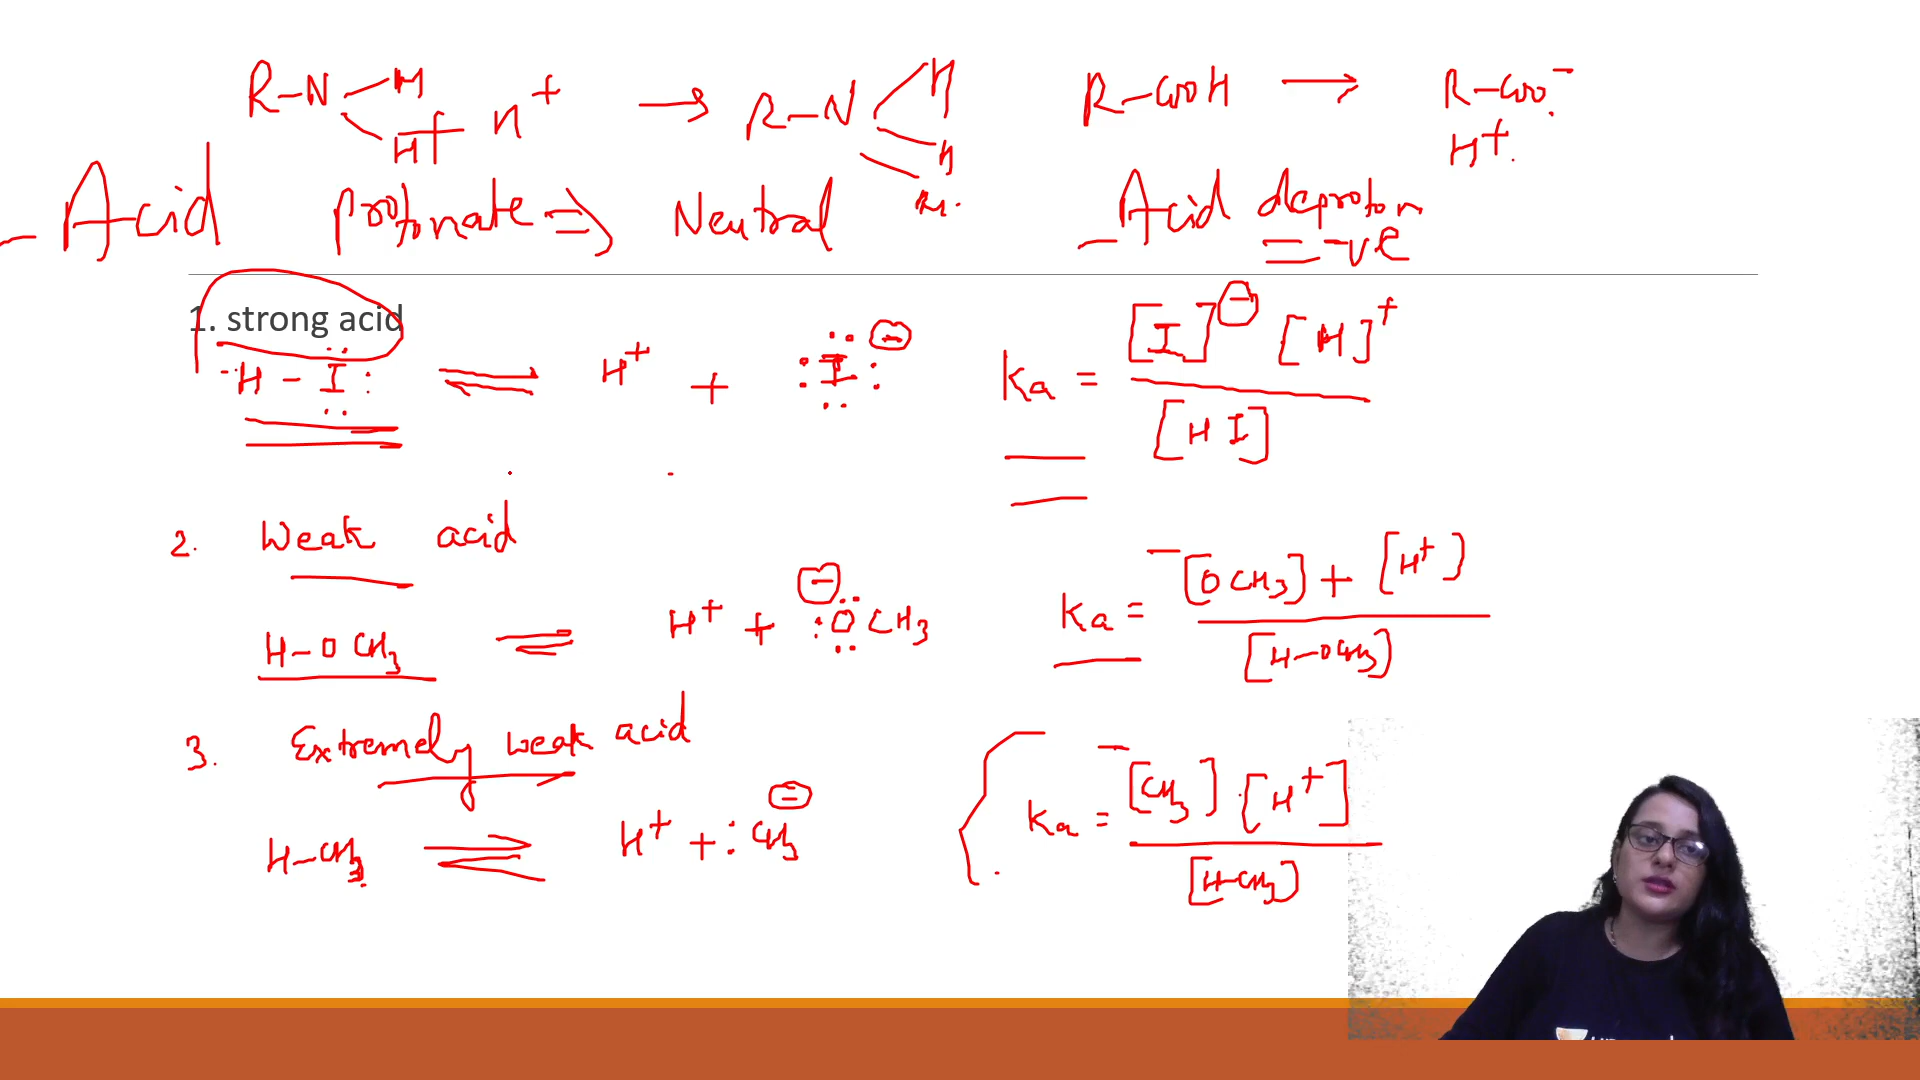 R-N H H + H+ → R-N H H H. R-COOH → R-COO- H+
Acid protonate ⇒ Neutral - Acid deproton = -ve
1. strong acid
H-I ⇌ H+ + I⊖ Ka = [I]⊖ [H]+ / [HI]
2. Weak acid
H-OCH3 ⇌ H+ + ⊖:OCH3 Ka = -[OCH3] + [H+] / [H-OCH3]
3. Extremely weak acid
H-CH3 ⇌ H+ + :CH3⊖ Ka = -[CH3] . [H+] / [H-CH3]